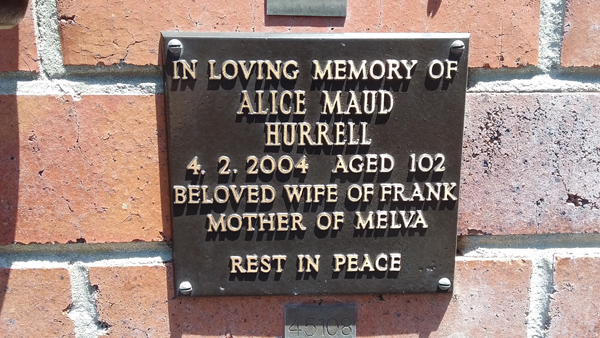 IN LOVING MEMORY OF
ALICE MAUD
HURRELL
4. 2. 2004 AGED 102
BELOVED WIFE OF FRANK
MOTHER OF MELVA
REST IN PEACE
45108